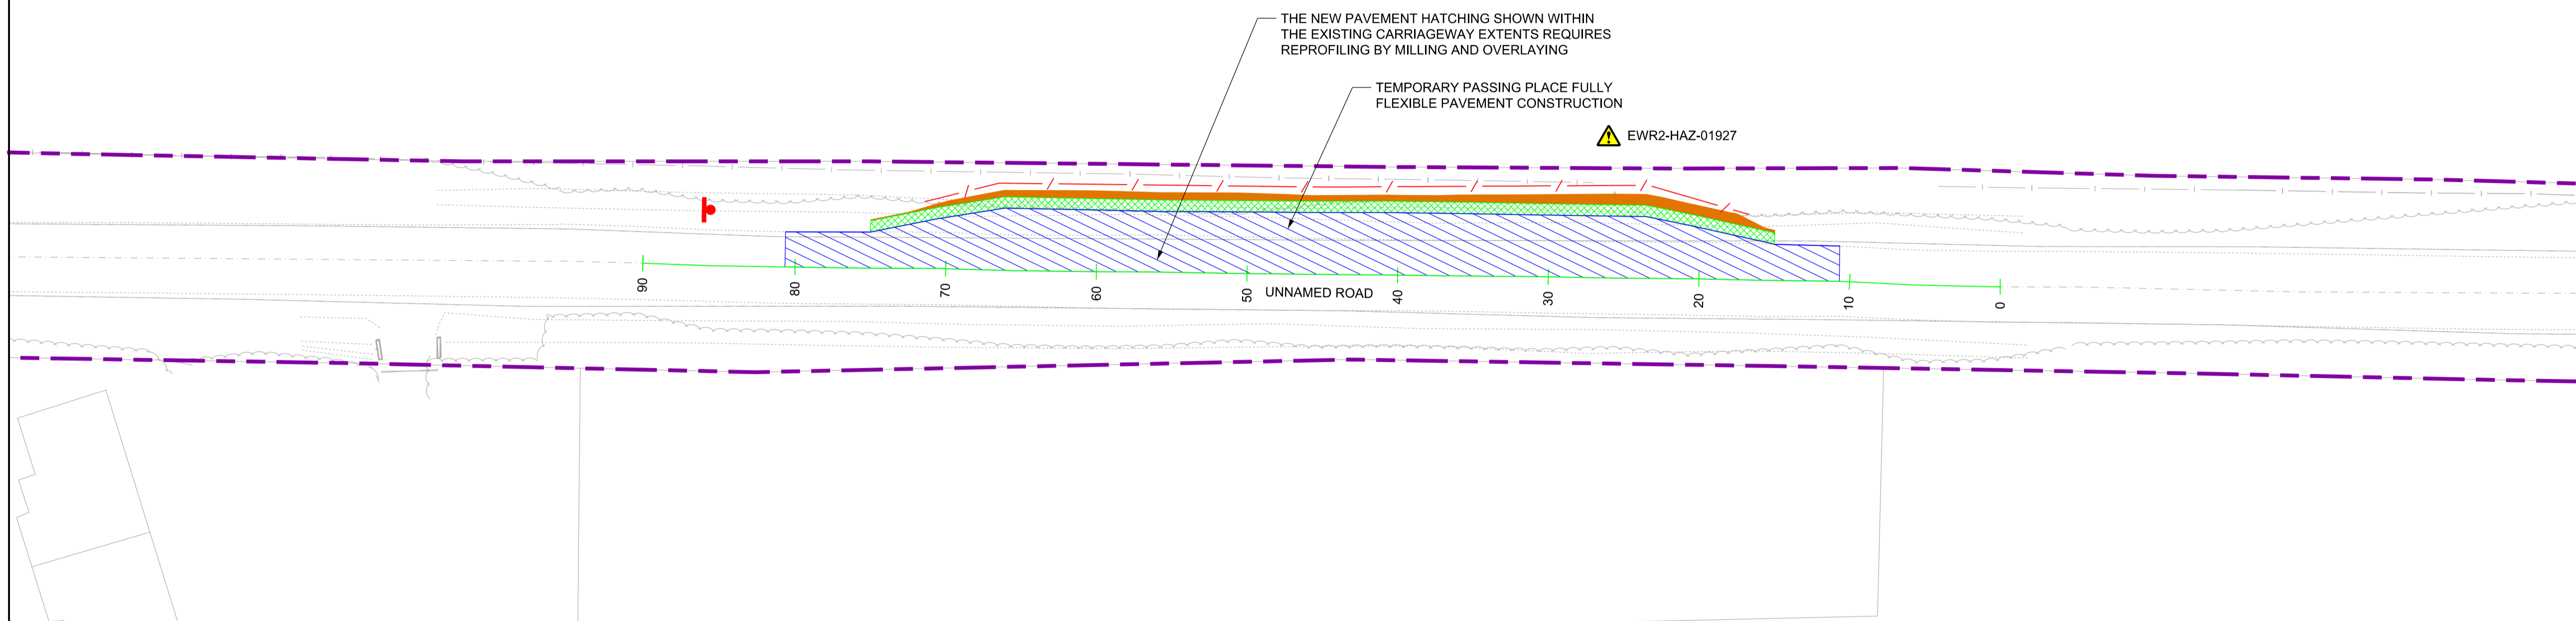 THE NEW PAVEMENT HATCHING SHOWN WITHIN
THE EXISTING CARRIAGEWAY EXTENTS REQUIRES
REPROFILING BY MILLING AND OVERLAYING
TEMPORARY PASSING PLACE FULLY
FLEXIBLE PAVEMENT CONSTRUCTION
EWR2-HAZ-01927
90
80
70
60
50
UNNAMED ROAD
40
30
20
10
0